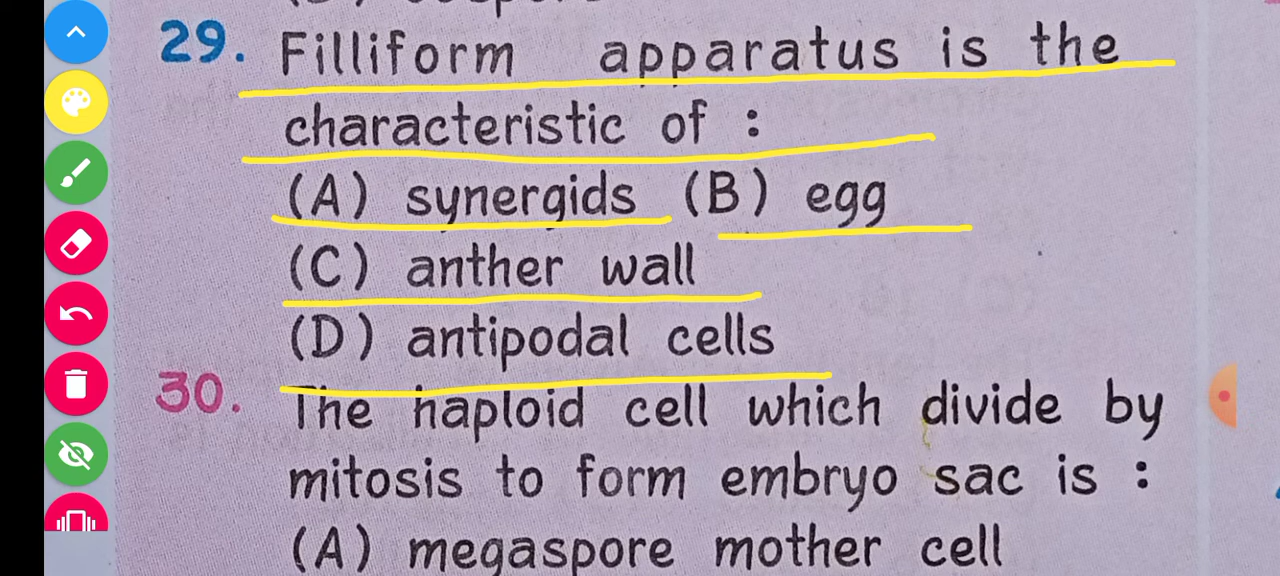 29. Filliform apparatus is the
characteristic of :
(A) synergids (B) egg
(C) anther wall
(D) antipodal cells
30. The haploid cell which divide by
mitosis to form embryo sac is :
(A) megaspore mother cell